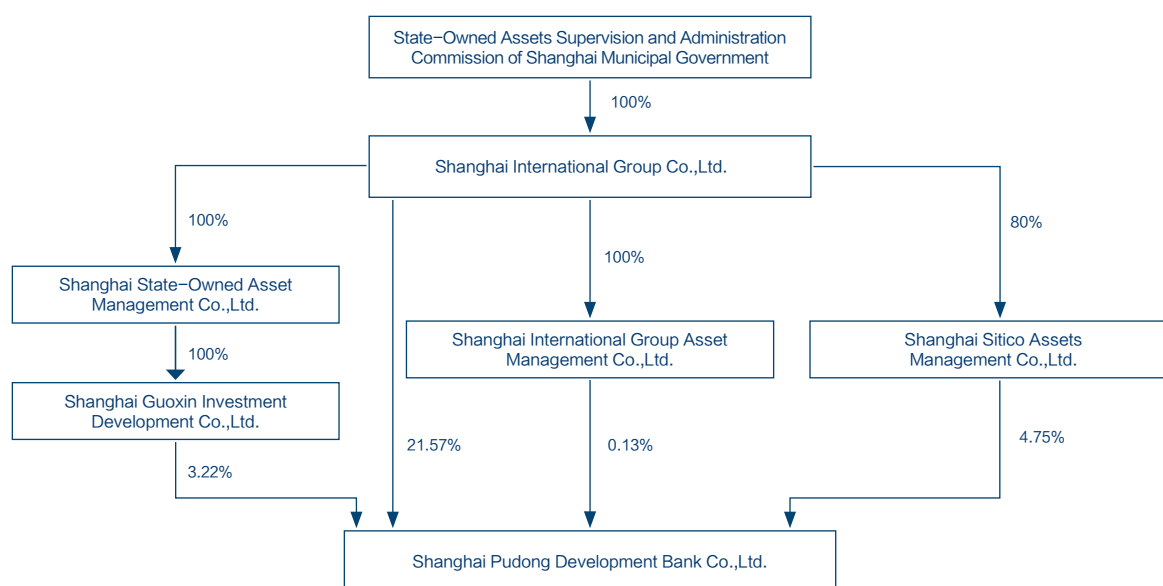 State-Owned Assets Supervision and Administration
Commission of Shanghai Municipal Government
100%
Shanghai International Group Co.,Ltd.
100%
100%
80%
Shanghai State-Owned Asset
Management Co.,Ltd.
Shanghai International Group Asset
Management Co.,Ltd.
Shanghai Sitico Assets
Management Co.,Ltd.
100%
Shanghai Guoxin Investment
Development Co.,Ltd.
21.57%
0.13%
4.75%
3.22%
Shanghai Pudong Development Bank Co.,Ltd.